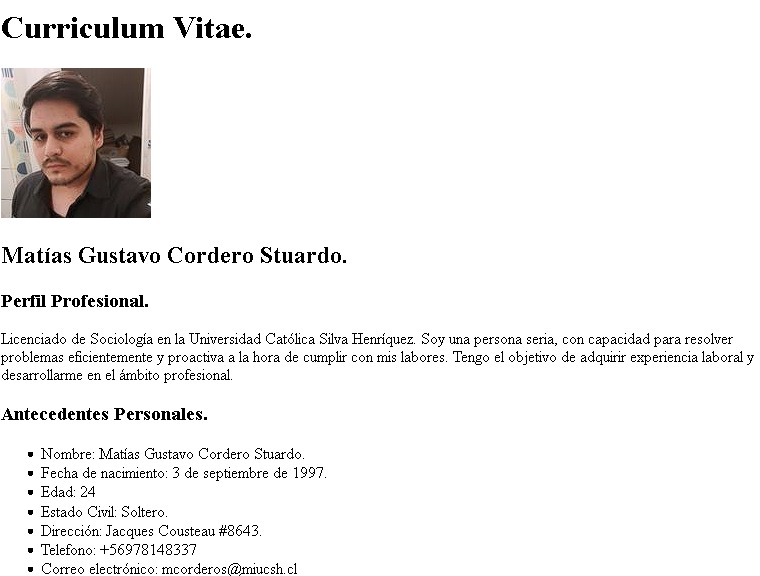 Curriculum Vitae.
Matías Gustavo Cordero Stuardo.
Perfil Profesional.
Licenciado de Sociología en la Universidad Católica Silva Henríquez. Soy una persona seria, con capacidad para resolver
problemas eficientemente y proactiva a la hora de cumplir con mis labores. Tengo el objetivo de adquirir experiencia laboral y
desarrollarme en el ámbito profesional.
Antecedentes Personales.
• Nombre: Matías Gustavo Cordero Stuardo.
• Fecha de nacimiento: 3 de septiembre de 1997.
• Edad: 24
• Estado Civil: Soltero.
• Dirección: Jacques Cousteau #8643.
• Telefono: +56978148337
• Correo electrónico: mcorderos@miucsh.cl